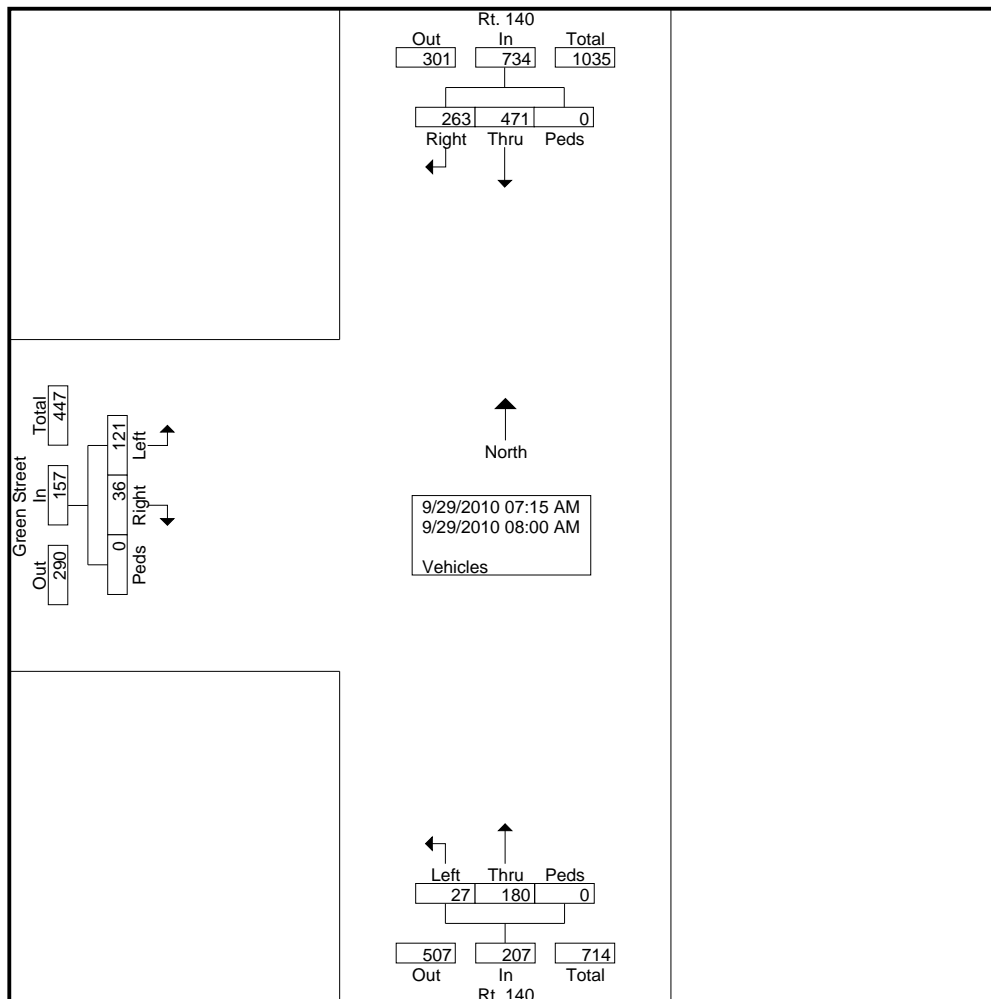 Rt. 140
Out In Total
301 734 1035
263 471 0
Right Thru Peds
Green Street
Total In Out
447 157 290
121 36 0
Left Right Peds
North
9/29/2010 07:15 AM
9/29/2010 08:00 AM
Vehicles
Left Thru Peds
27 180 0
507 207 714
Out In Total
Rt. 140